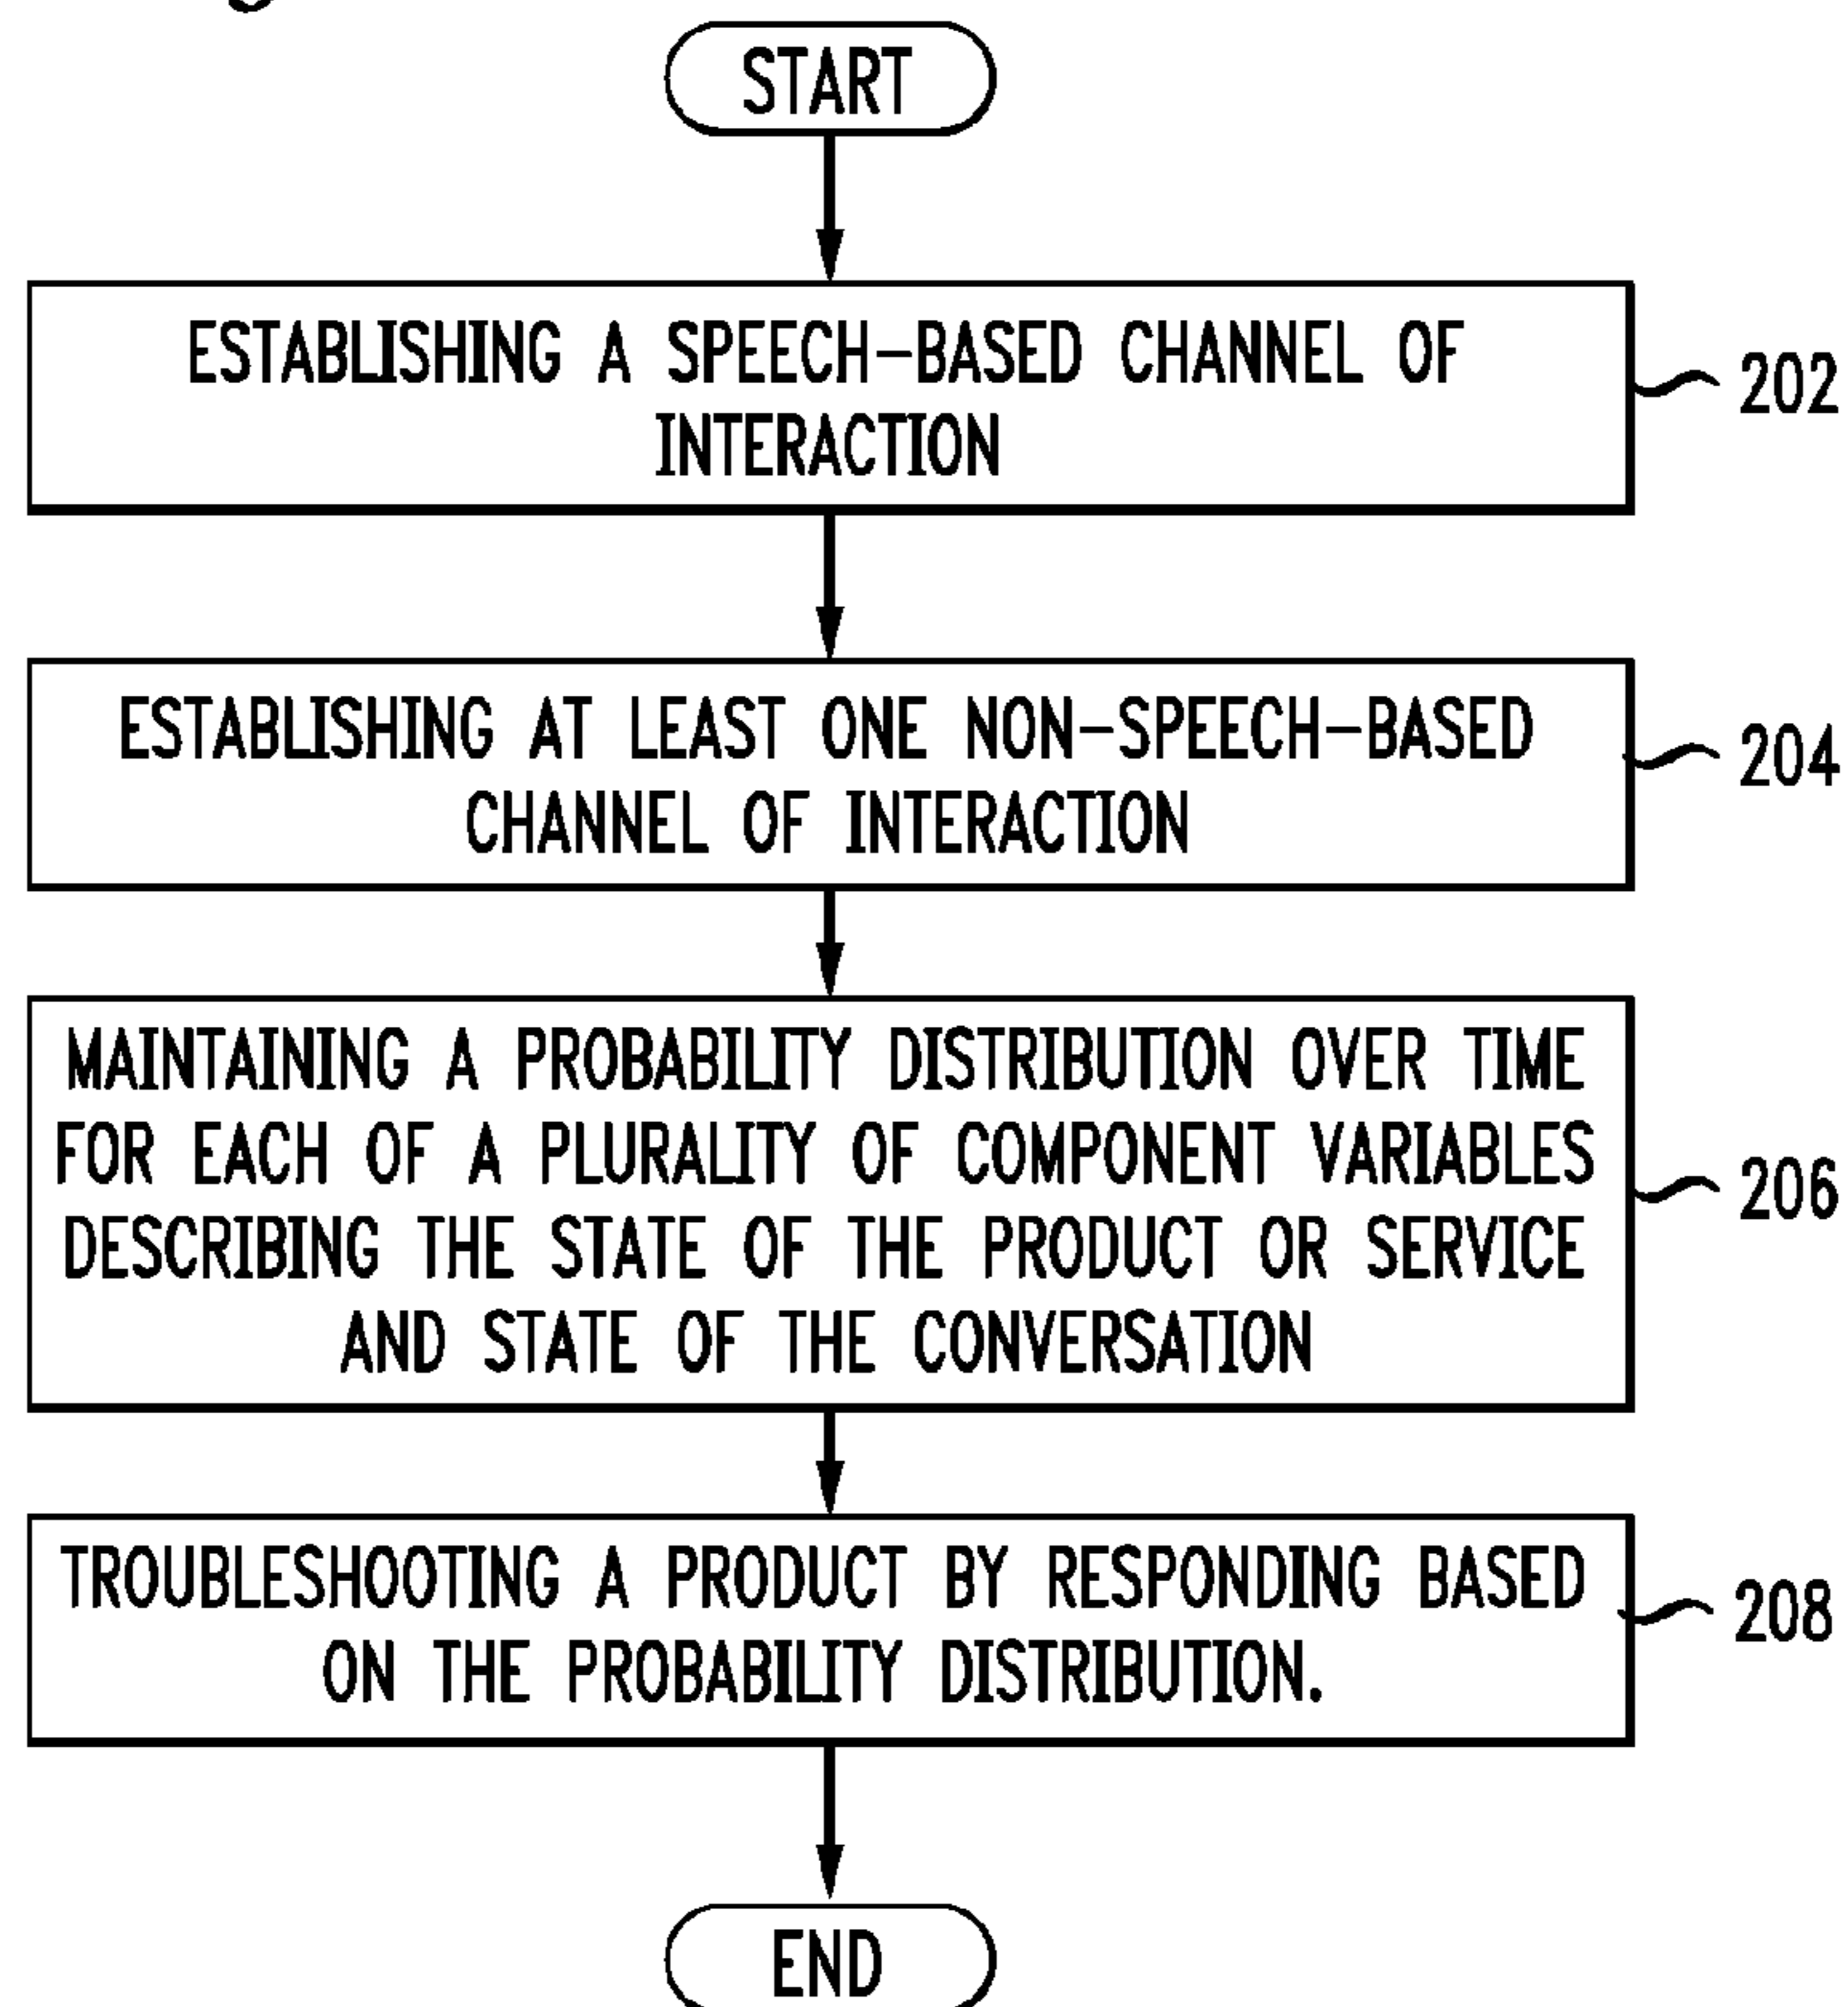 START
ESTABLISHING A SPEECH-BASED CHANNEL OF
INTERACTION
202
ESTABLISHING AT LEAST ONE NON-SPEECH-BASED
CHANNEL OF INTERACTION
204
MAINTAINING A PROBABILITY DISTRIBUTION OVER TIME
FOR EACH OF A PLURALITY OF COMPONENT VARIABLES
DESCRIBING THE STATE OF THE PRODUCT OR SERVICE
AND STATE OF THE CONVERSATION
206
TROUBLESHOOTING A PRODUCT BY RESPONDING BASED
ON THE PROBABILITY DISTRIBUTION.
208
END